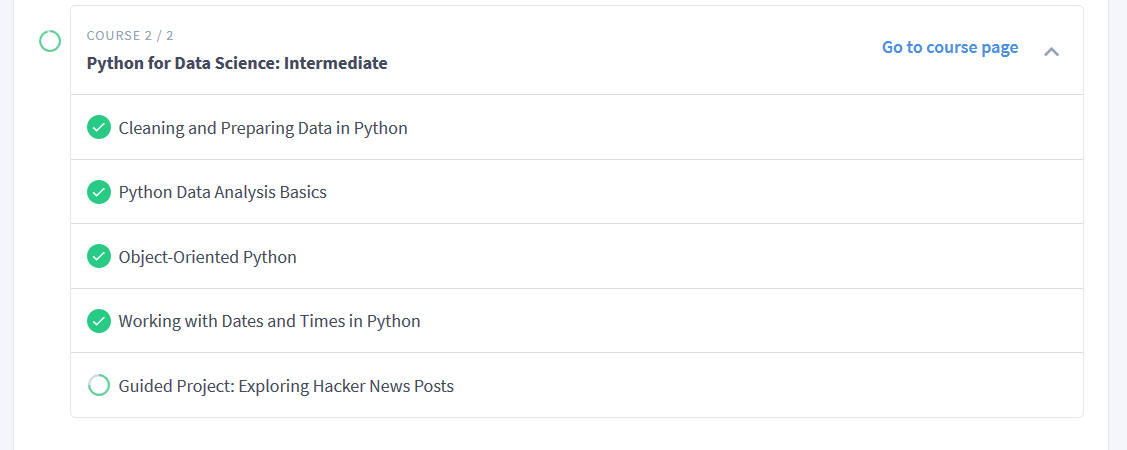 COURSE 2 / 2
Python for Data Science: Intermediate
Go to course page
Cleaning and Preparing Data in Python
Python Data Analysis Basics
Object-Oriented Python
Working with Dates and Times in Python
Guided Project: Exploring Hacker News Posts